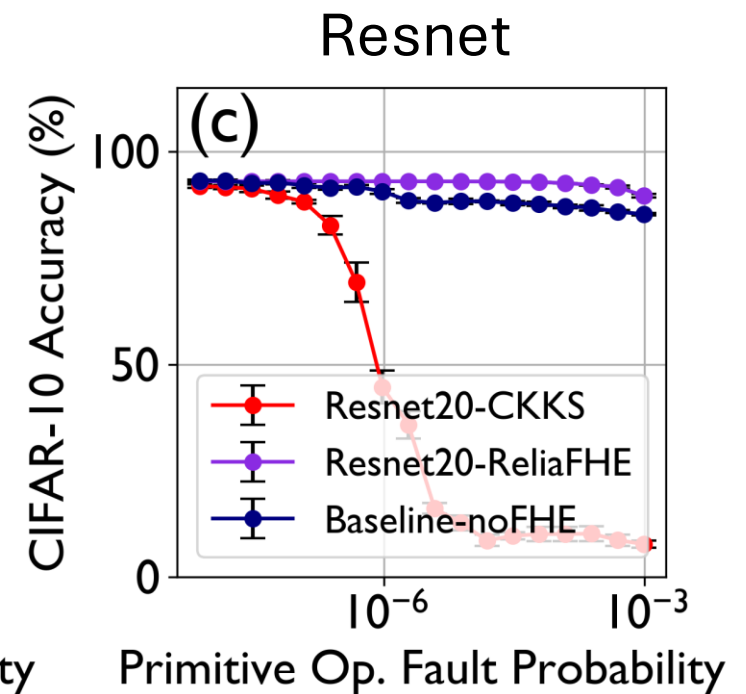 Resnet
(c)
CIFAR-10 Accuracy (%)
100
50
0
Resnet20-CKKS
Resnet20-ReliaFHE
Baseline-noFHE
10⁻⁶
10⁻³
ty
Primitive Op. Fault Probability